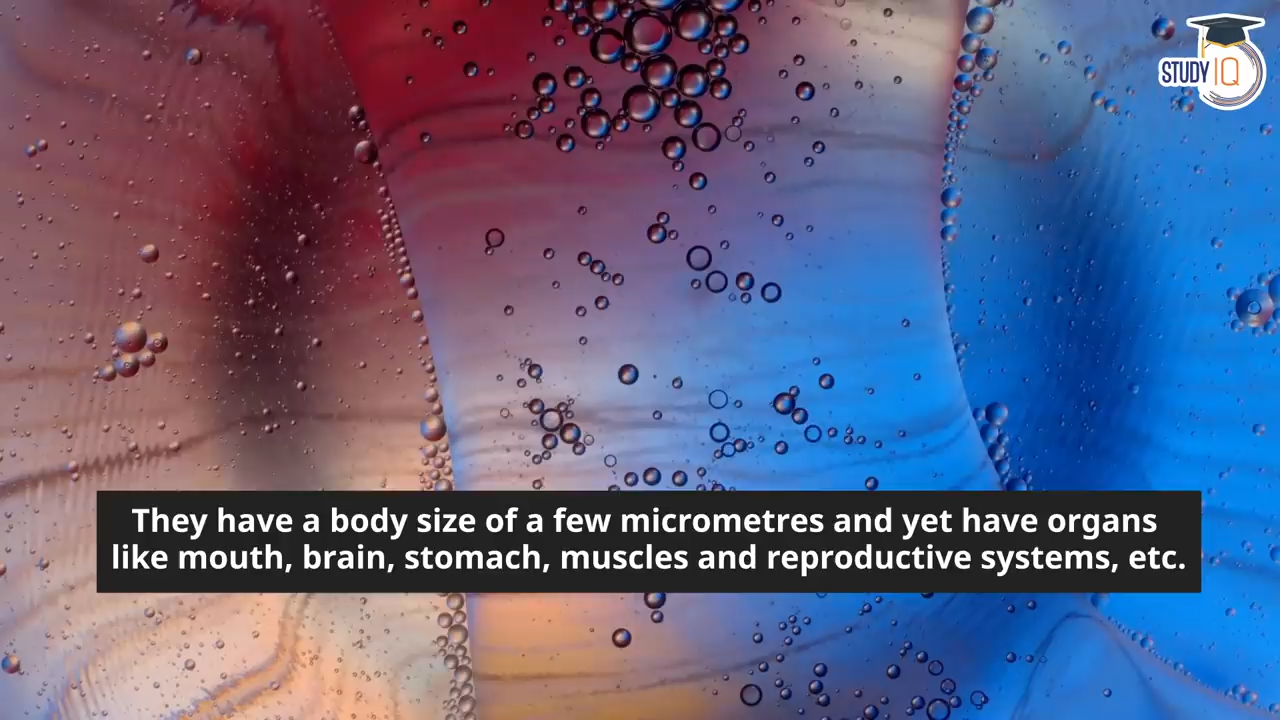 STUDY IQ
They have a body size of a few micrometres and yet have organs
like mouth, brain, stomach, muscles and reproductive systems, etc.